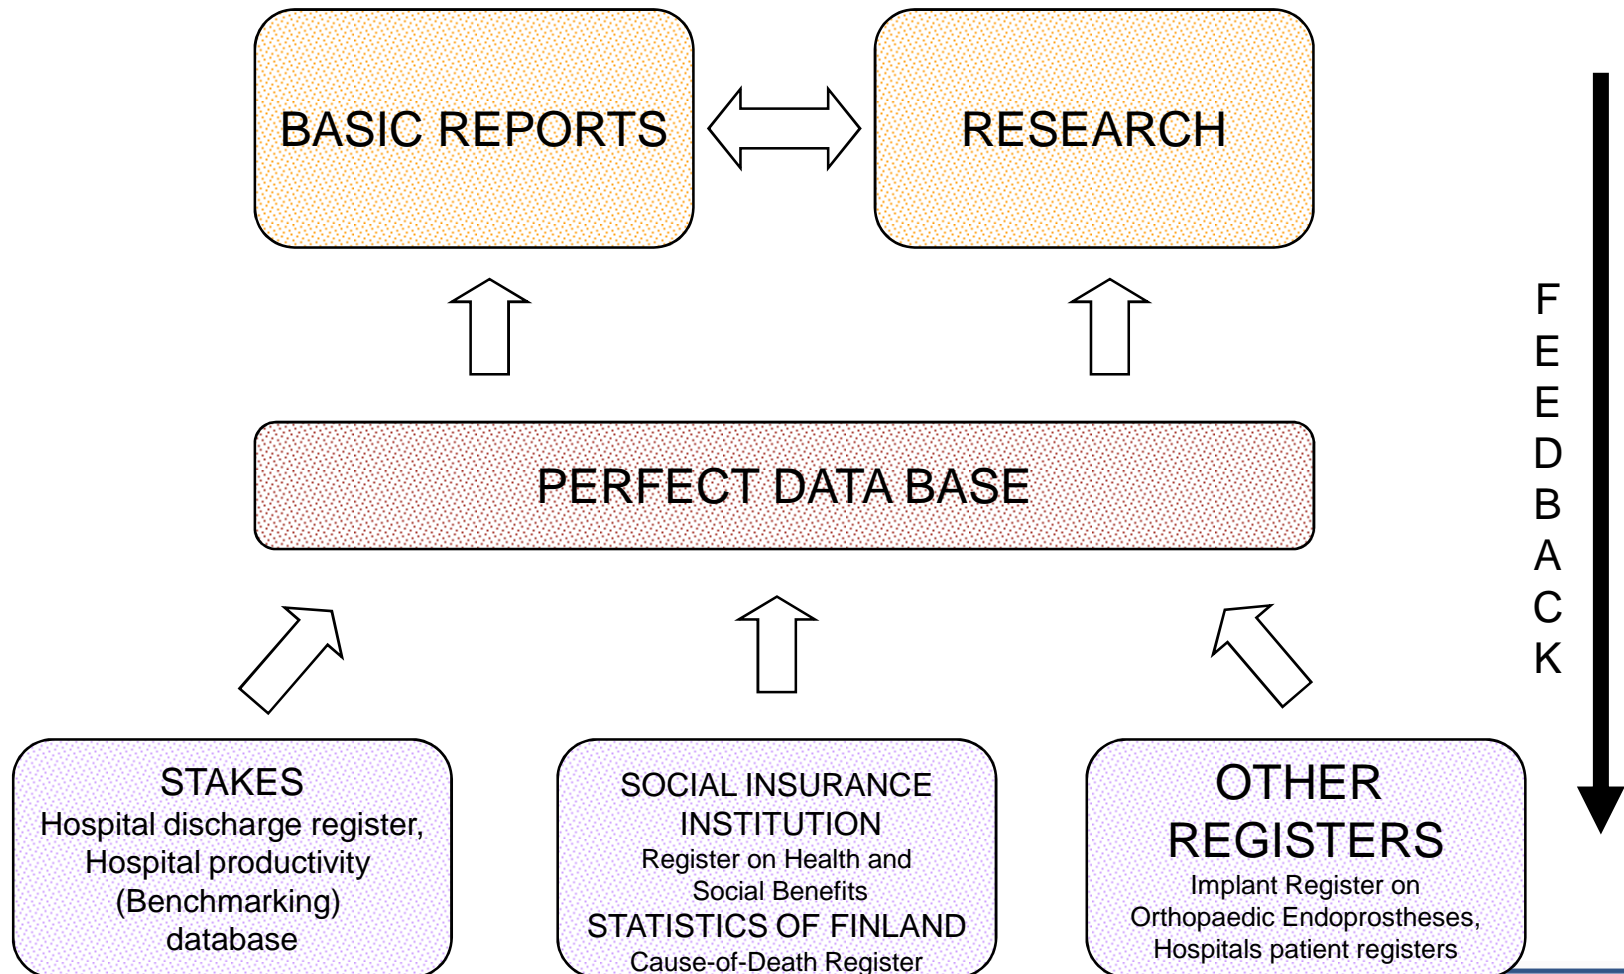 BASIC REPORTS
RESEARCH
PERFECT DATA BASE
STAKES
Hospital discharge register,
Hospital productivity
(Benchmarking)
database
SOCIAL INSURANCE
INSTITUTION
Register on Health and
Social Benefits
STATISTICS OF FINLAND
Cause-of-Death Register
OTHER
REGISTERS
Implant Register on
Orthopaedic Endoprostheses,
Hospitals patient registers
F
E
E
D
B
A
C
K